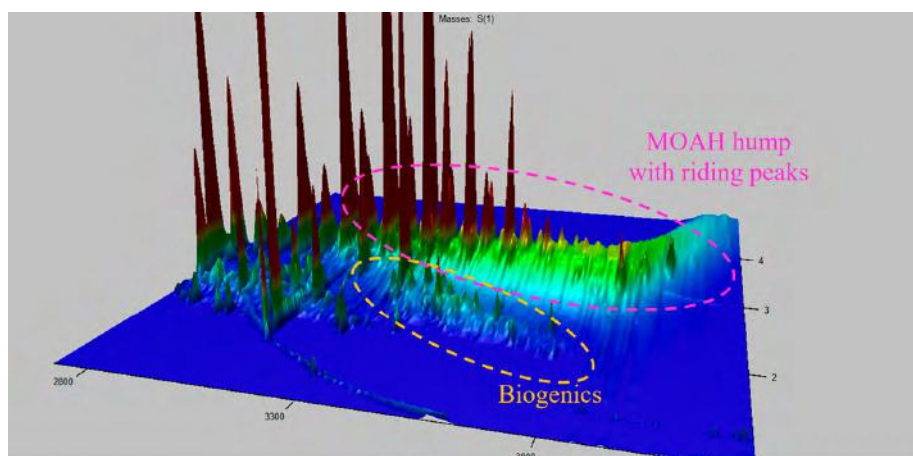 Masses: S(1)
MOAH hump
with riding peaks
4
3
2
Biogenics
2800
3300